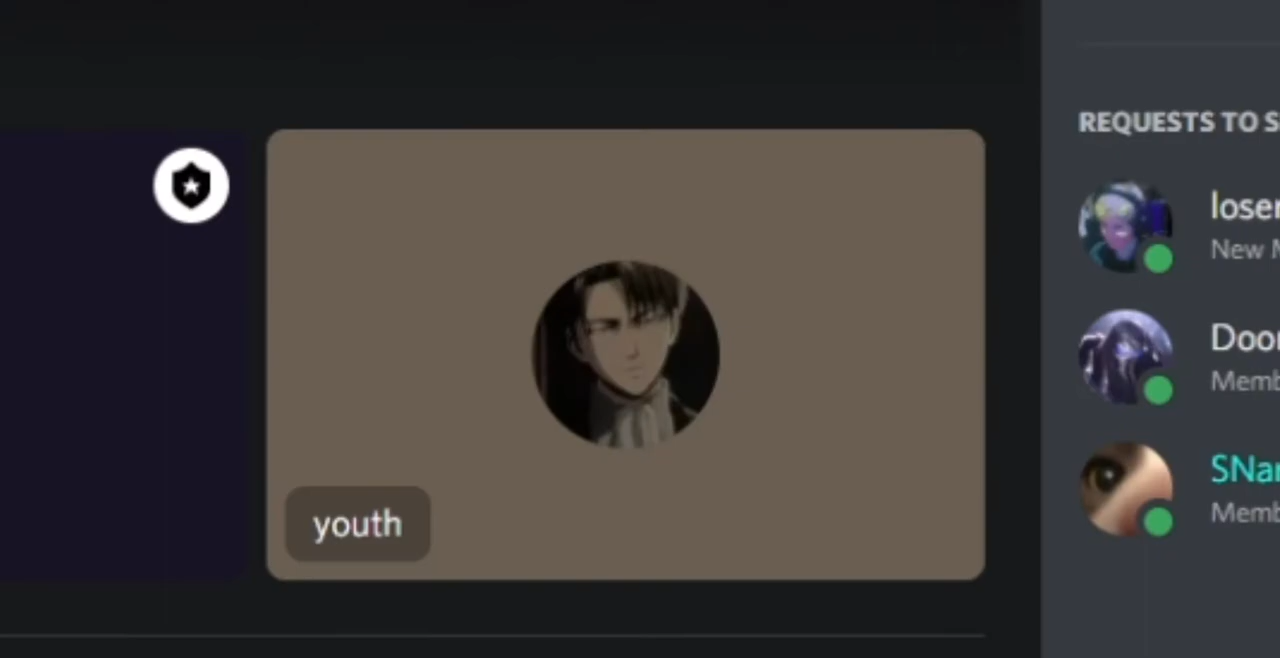 youth
REQUESTS TO S
loser
New M
Door
Memb
SNar
Memb